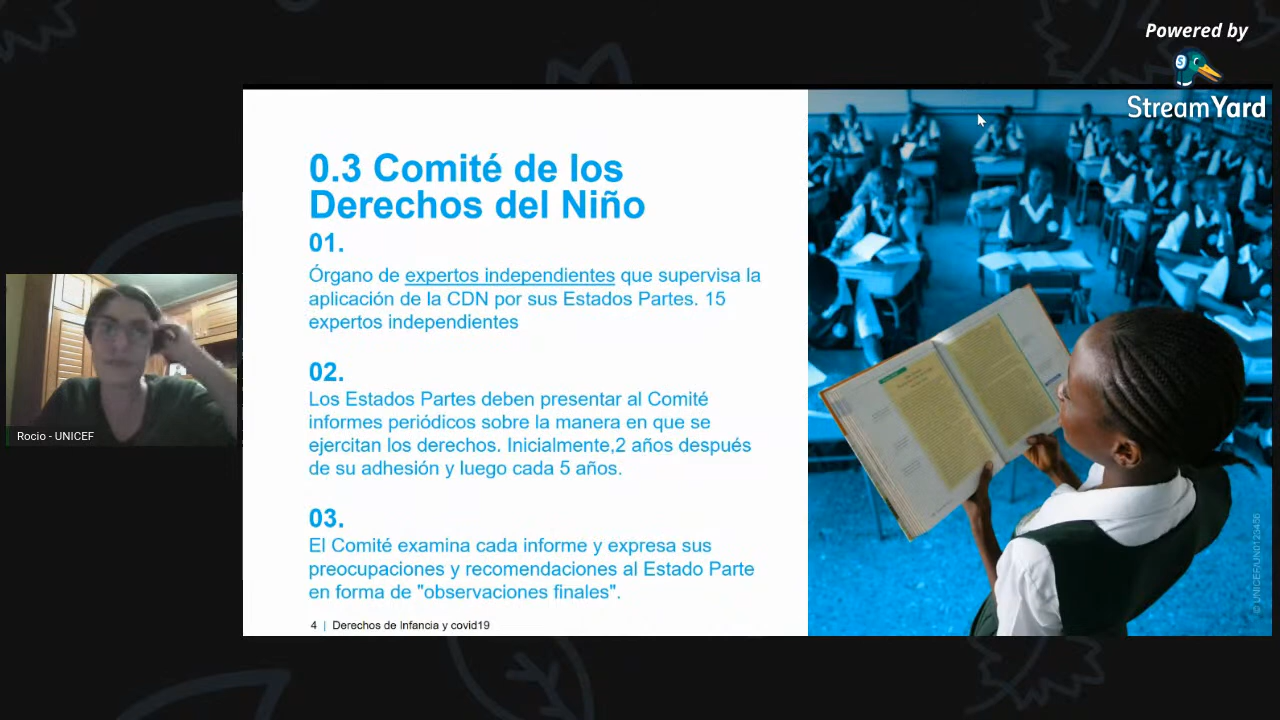 Powered by
StreamYard
0.3 Comité de los
Derechos del Niño
01.
Órgano de expertos independientes que supervisa la
aplicación de la CDN por sus Estados Partes. 15
expertos independientes
02.
Los Estados Partes deben presentar al Comité
informes periódicos sobre la manera en que se
ejercitan los derechos. Inicialmente,2 años después
de su adhesión y luego cada 5 años.
03.
El Comité examina cada informe y expresa sus
preocupaciones y recomendaciones al Estado Parte
en forma de "observaciones finales".
4 | Derechos de Infancia y covid19
Rocio - UNICEF
© UNICEF/UN0123456